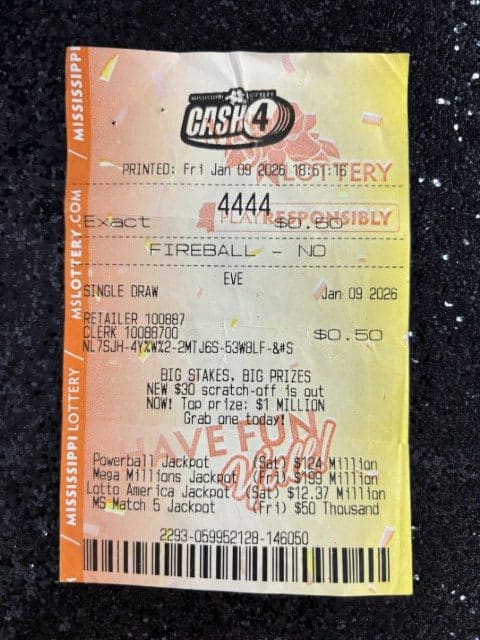 MISSISSIPPI LOTTERY
CASH 4
LOTTERY
PRINTED: Fri Jan 09 2026 18:51:16
4444
PLAY RESPONSIBLY
Exact $0.50
FIREBALL - NO
EVE
SINGLE DRAW Jan 09 2026
RETAILER 100887
CLERK 10088700 $0.50
NL7SJH-4Y%W%2-2MTJ6S-53W8LF-&#S
BIG STAKES, BIG PRIZES
NEW $30 scratch-off is out
NOW! Top prize: $1 MILLION
Grab one today!
HAVE FUN
Y'all!
Powerball Jackpot (Sat) $124 Million
Mega Millions Jackpot (Fri) $199 Million
Lotto America Jackpot (Sat) $12.37 Million
MS Match 5 Jackpot (Fri) $50 Thousand
2293-059952128-146050
MISSISSIPPI LOTTERY / MSLOTTERY.COM / MISSISSIPPI